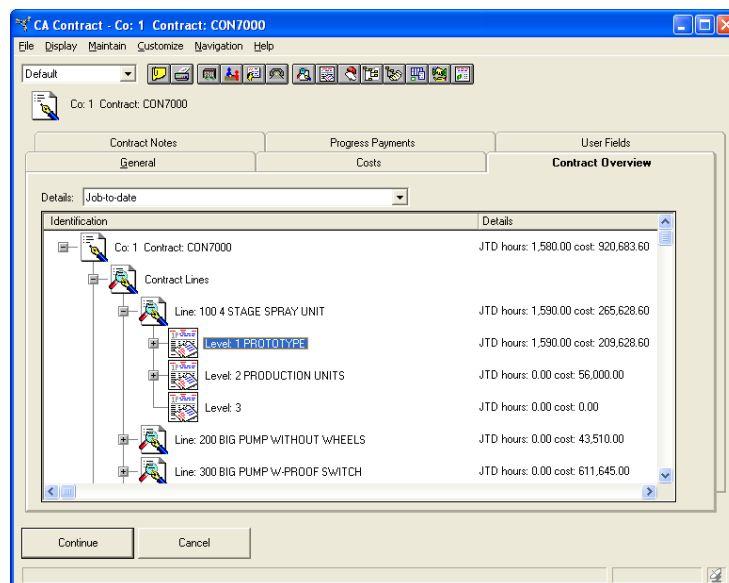 CA Contract - Co: 1 Contract: CON7000
File Display Maintain Customize Navigation Help
Default
Co: 1 Contract: CON7000
Contract Notes Progress Payments User Fields
General Costs Contract Overview
Details: Job-to-date
Identification Details
Co: 1 Contract: CON7000 JTD hours: 1,580.00 cost: 920,683.60
Contract Lines
Line: 100 4 STAGE SPRAY UNIT JTD hours: 1,590.00 cost: 265,628.60
Level: 1 PROTOTYPE JTD hours: 1,590.00 cost: 209,628.60
Level: 2 PRODUCTION UNITS JTD hours: 0.00 cost: 56,000.00
Level: 3 JTD hours: 0.00 cost: 0.00
Line: 200 BIG PUMP WITHOUT WHEELS JTD hours: 0.00 cost: 43,510.00
Line: 300 BIG PUMP W-PROOF SWITCH JTD hours: 0.00 cost: 611,645.00
Continue Cancel